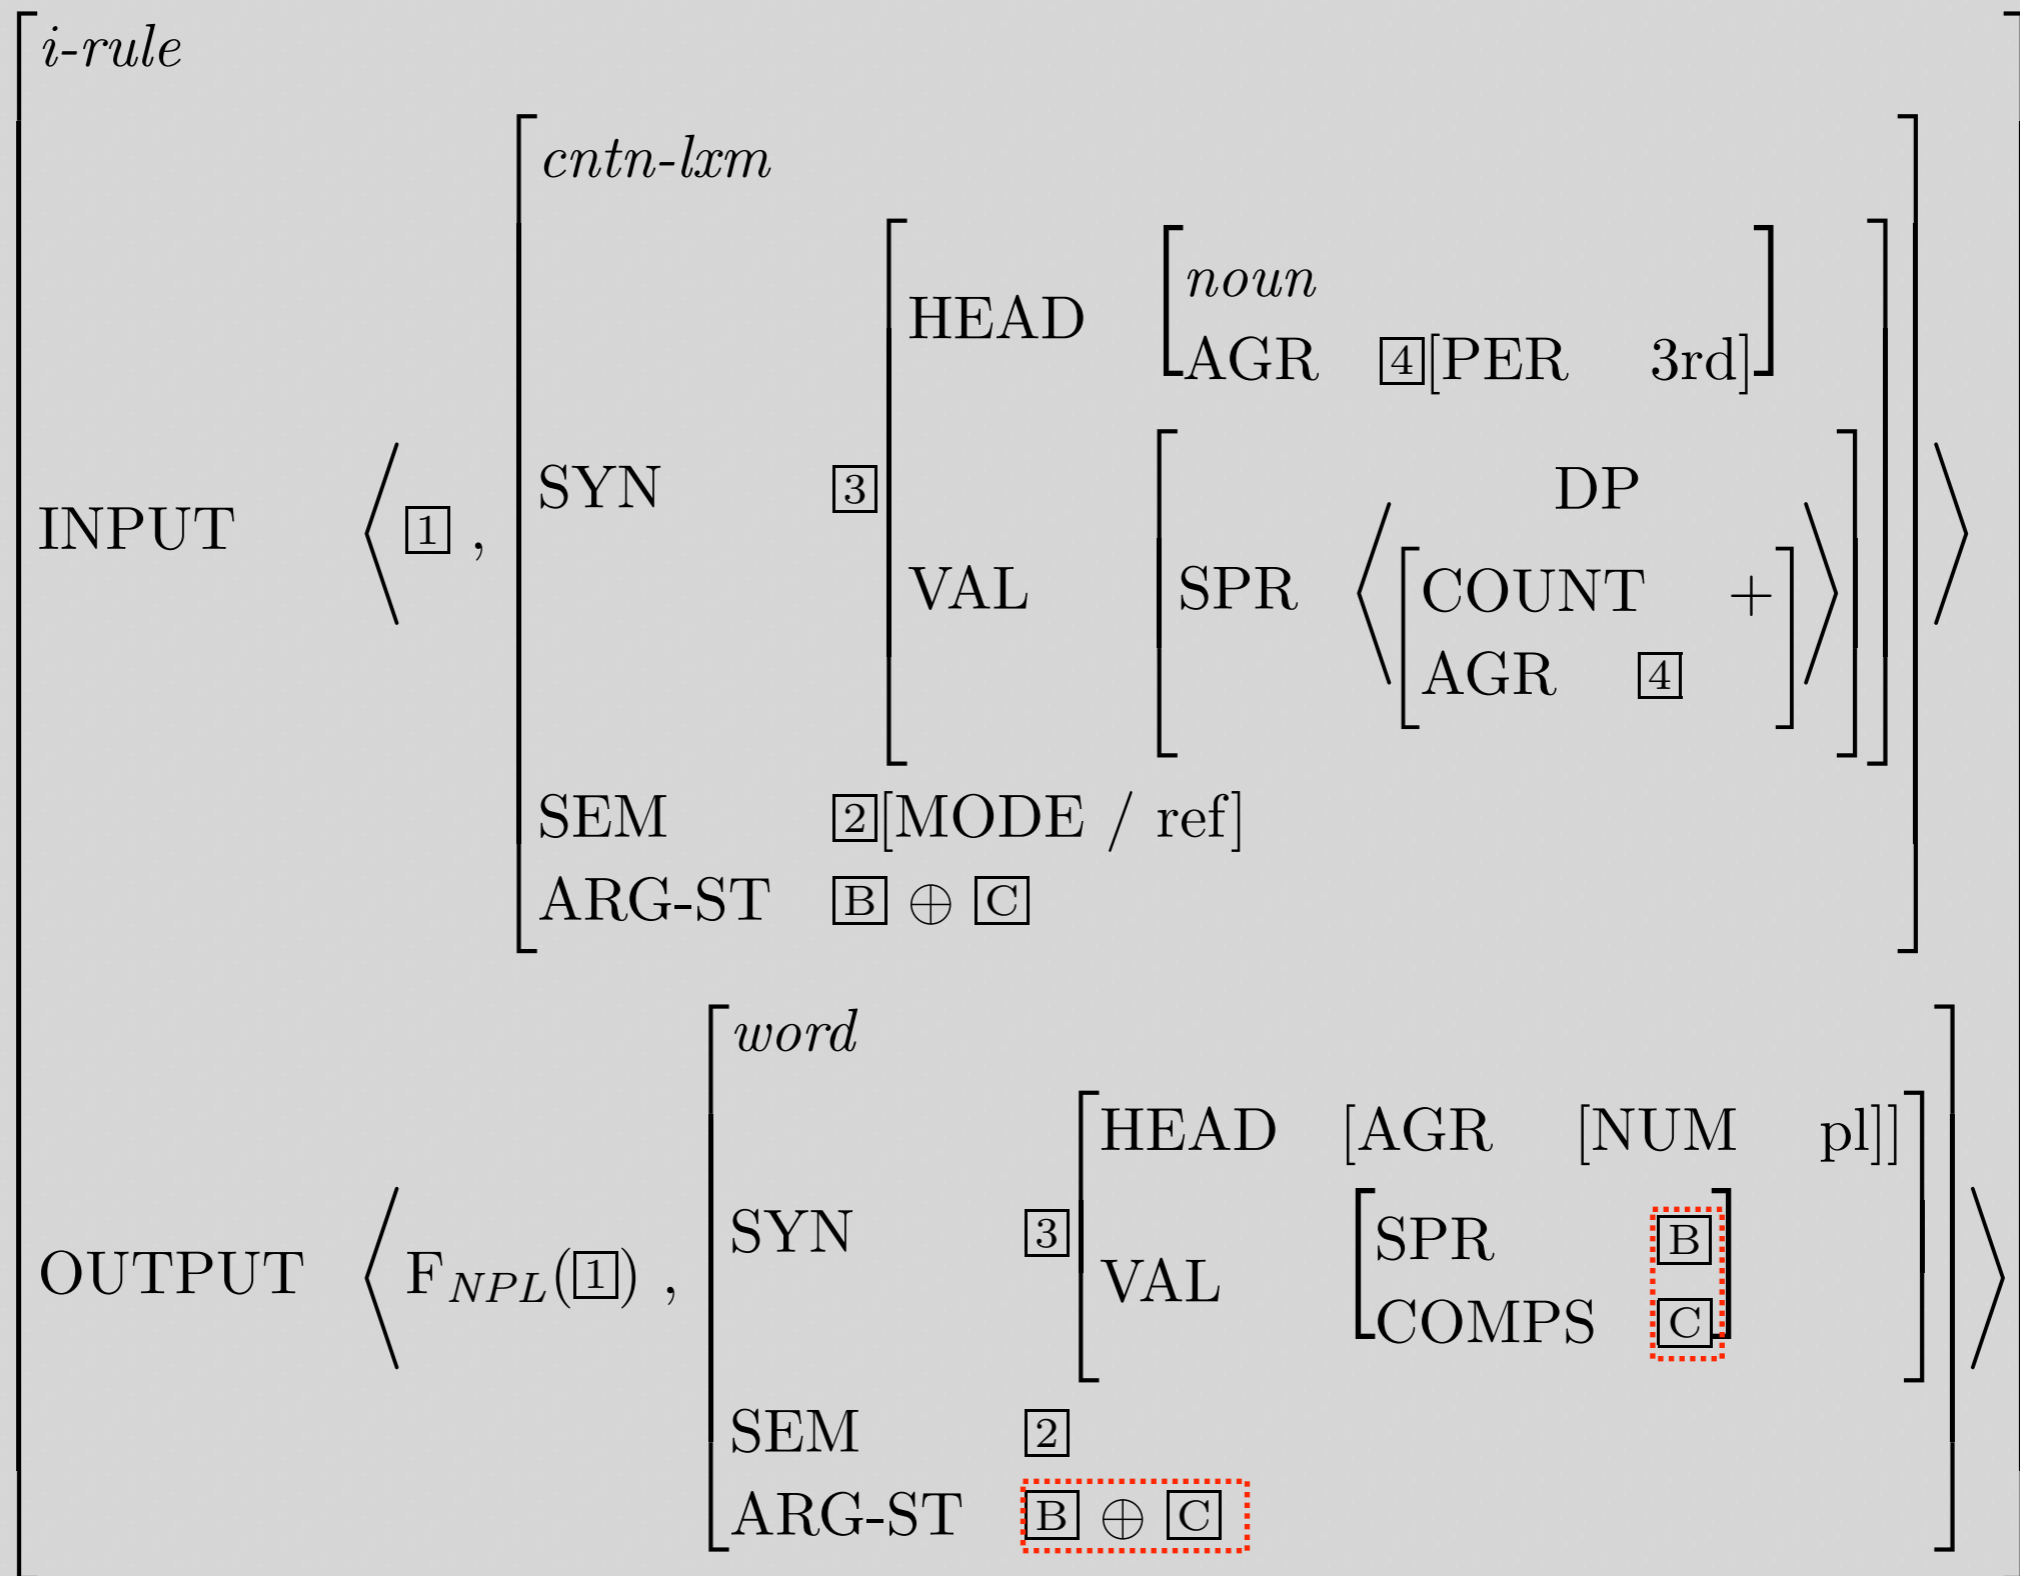 i-rule
cntn-lxm
noun
HEAD
AGR 4[PER 3rd]
SYN 3
DP
INPUT ⟨ 1 ,
VAL SPR ⟨ COUNT +
AGR 4 ⟩ ⟩
SEM 2[MODE / ref]
ARG-ST B ⊕ C
word
HEAD [AGR [NUM pl]]
SYN 3
SPR B
OUTPUT ⟨ F_NPL(1) ,
VAL
COMPS C ⟩
SEM 2
ARG-ST B ⊕ C